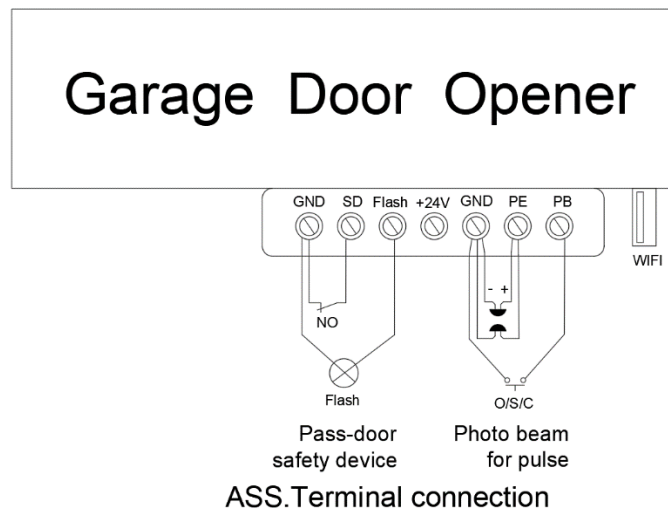 Garage Door Opener
GND SD Flash +24V GND PE PB
WIFI
- +
NO
Flash
O/S/C
Pass-door
safety device
Photo beam
for pulse
ASS.Terminal connection